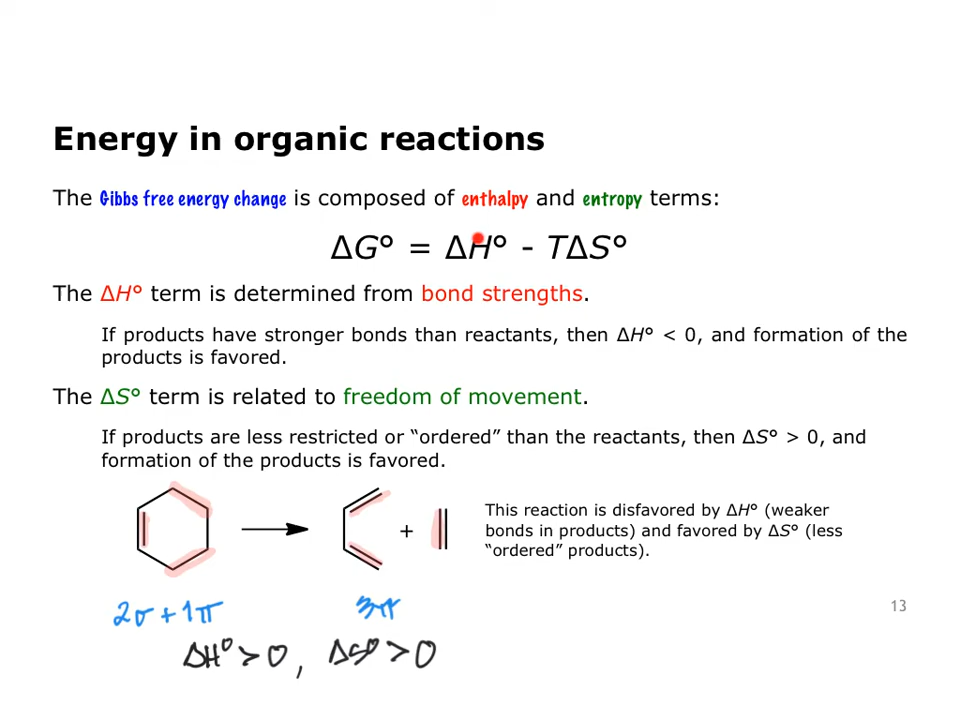 Energy in organic reactions
The Gibbs free energy change is composed of enthalpy and entropy terms:
ΔG° = ΔH° - TΔS°
The ΔH° term is determined from bond strengths.
If products have stronger bonds than reactants, then ΔH° < 0, and formation of the
products is favored.
The ΔS° term is related to freedom of movement.
If products are less restricted or “ordered” than the reactants, then ΔS° > 0, and
formation of the products is favored.
+
This reaction is disfavored by ΔH° (weaker
bonds in products) and favored by ΔS° (less
“ordered” products).
2σ + 1π
3π
13
ΔH° > 0, ΔS° > 0